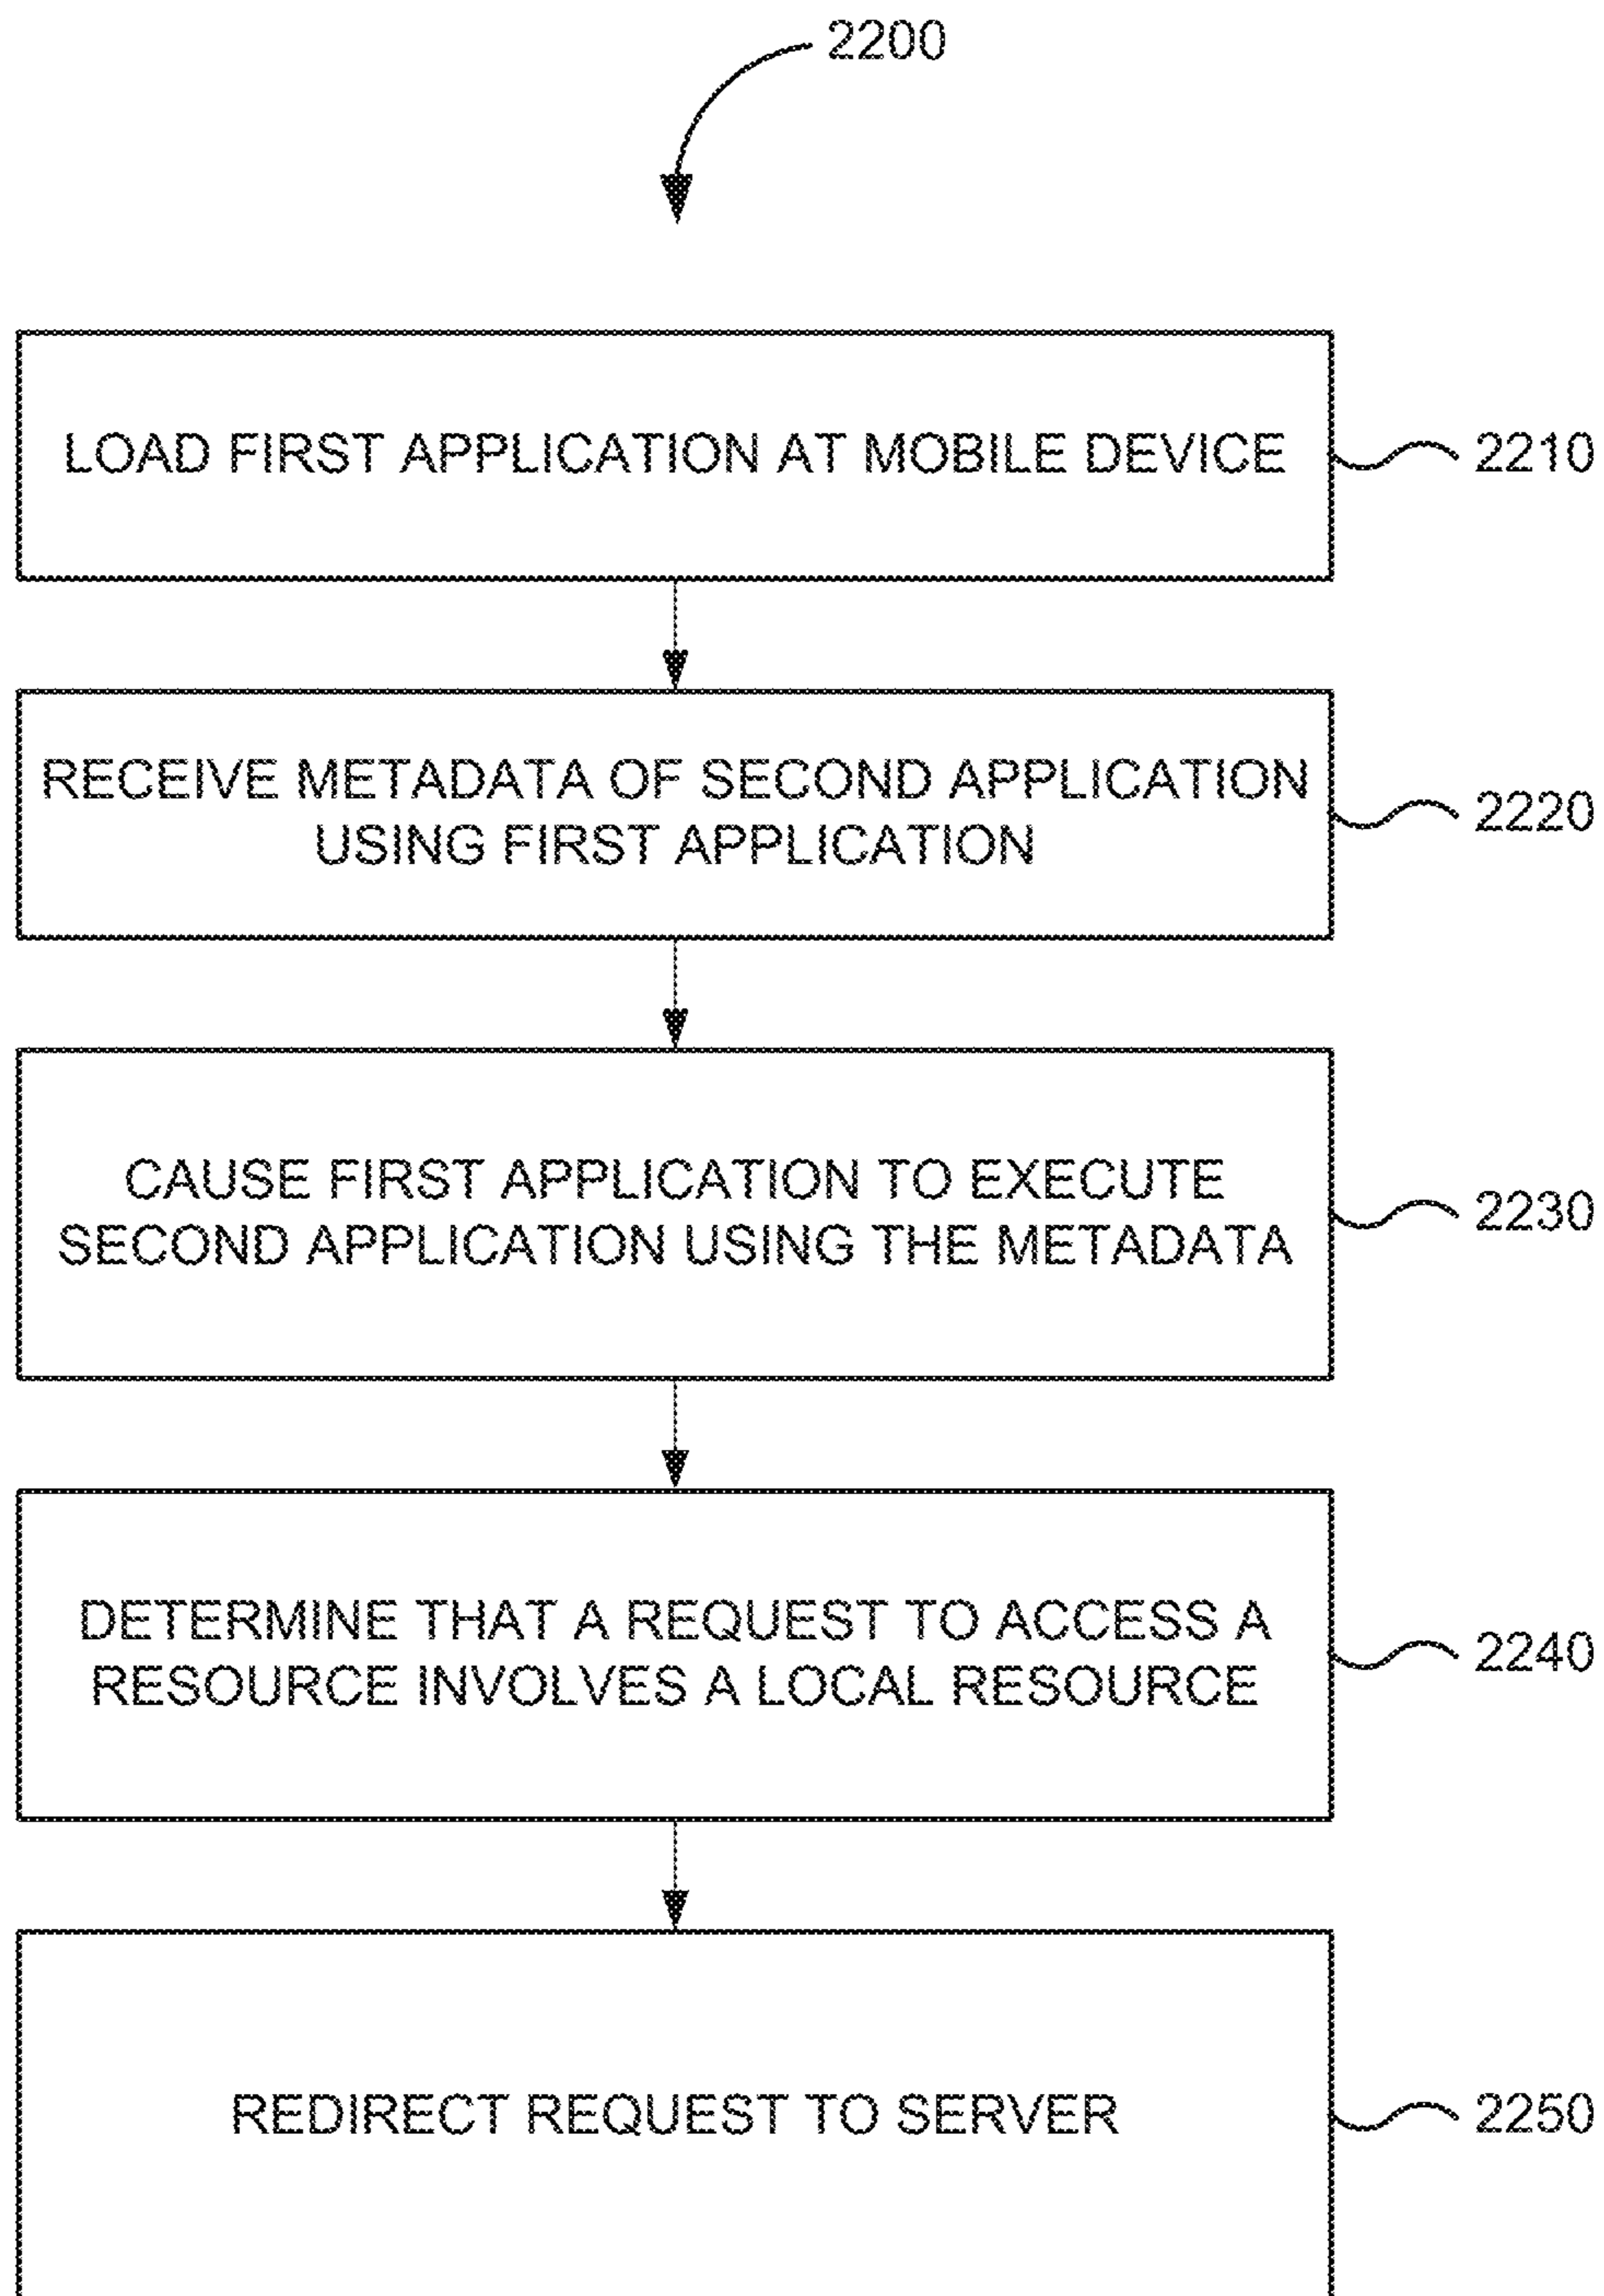 2200
LOAD FIRST APPLICATION AT MOBILE DEVICE
2210
RECEIVE METADATA OF SECOND APPLICATION
USING FIRST APPLICATION
2220
CAUSE FIRST APPLICATION TO EXECUTE
SECOND APPLICATION USING THE METADATA
2230
DETERMINE THAT A REQUEST TO ACCESS A
RESOURCE INVOLVES A LOCAL RESOURCE
2240
REDIRECT REQUEST TO SERVER
2250